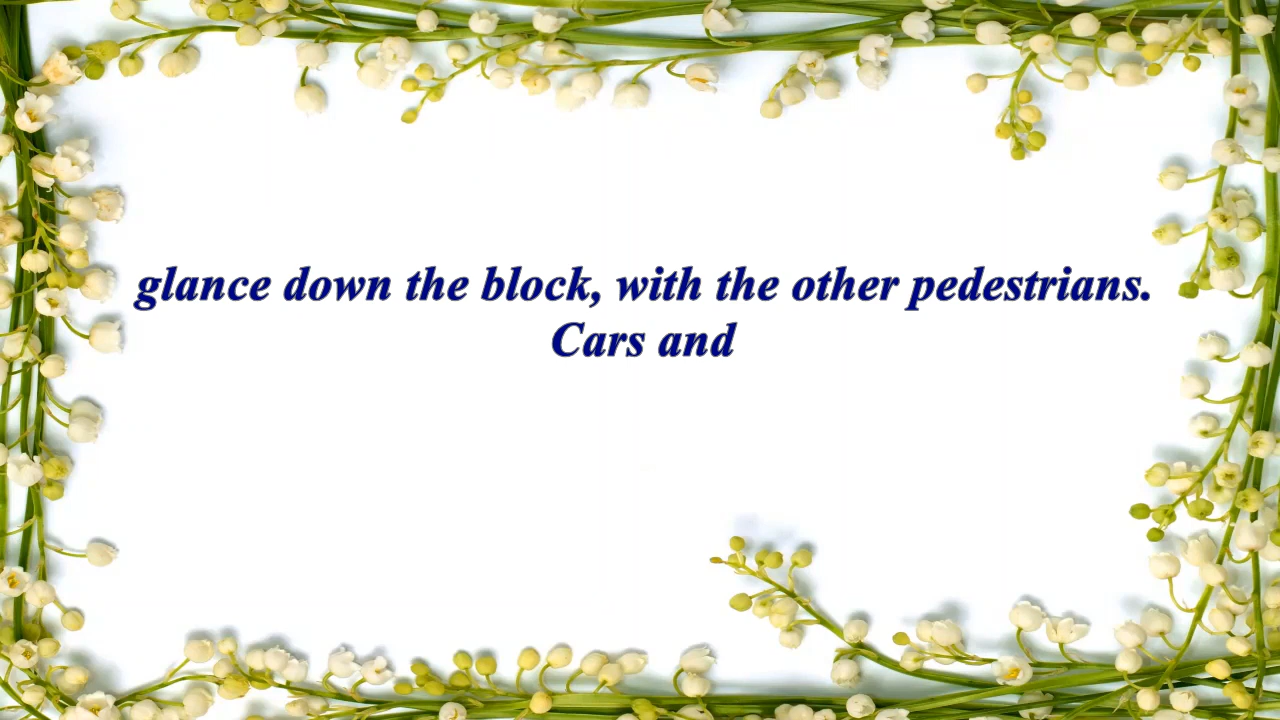 glance down the block, with the other pedestrians.
Cars and